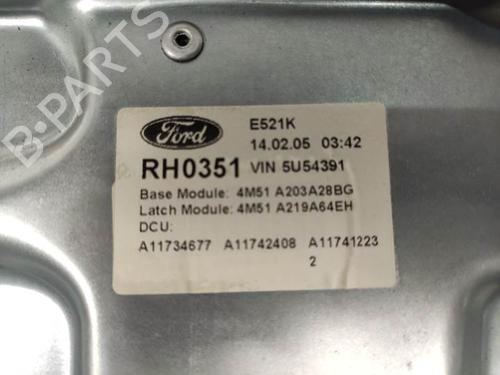 B-PARTS
Ford
E521K
14.02.05 03:42
RH0351 VIN 5U54391
Base Module: 4M51 A203A28BG
Latch Module: 4M51 A219A64EH
DCU:
A11734677 A11742408 A11741223
2